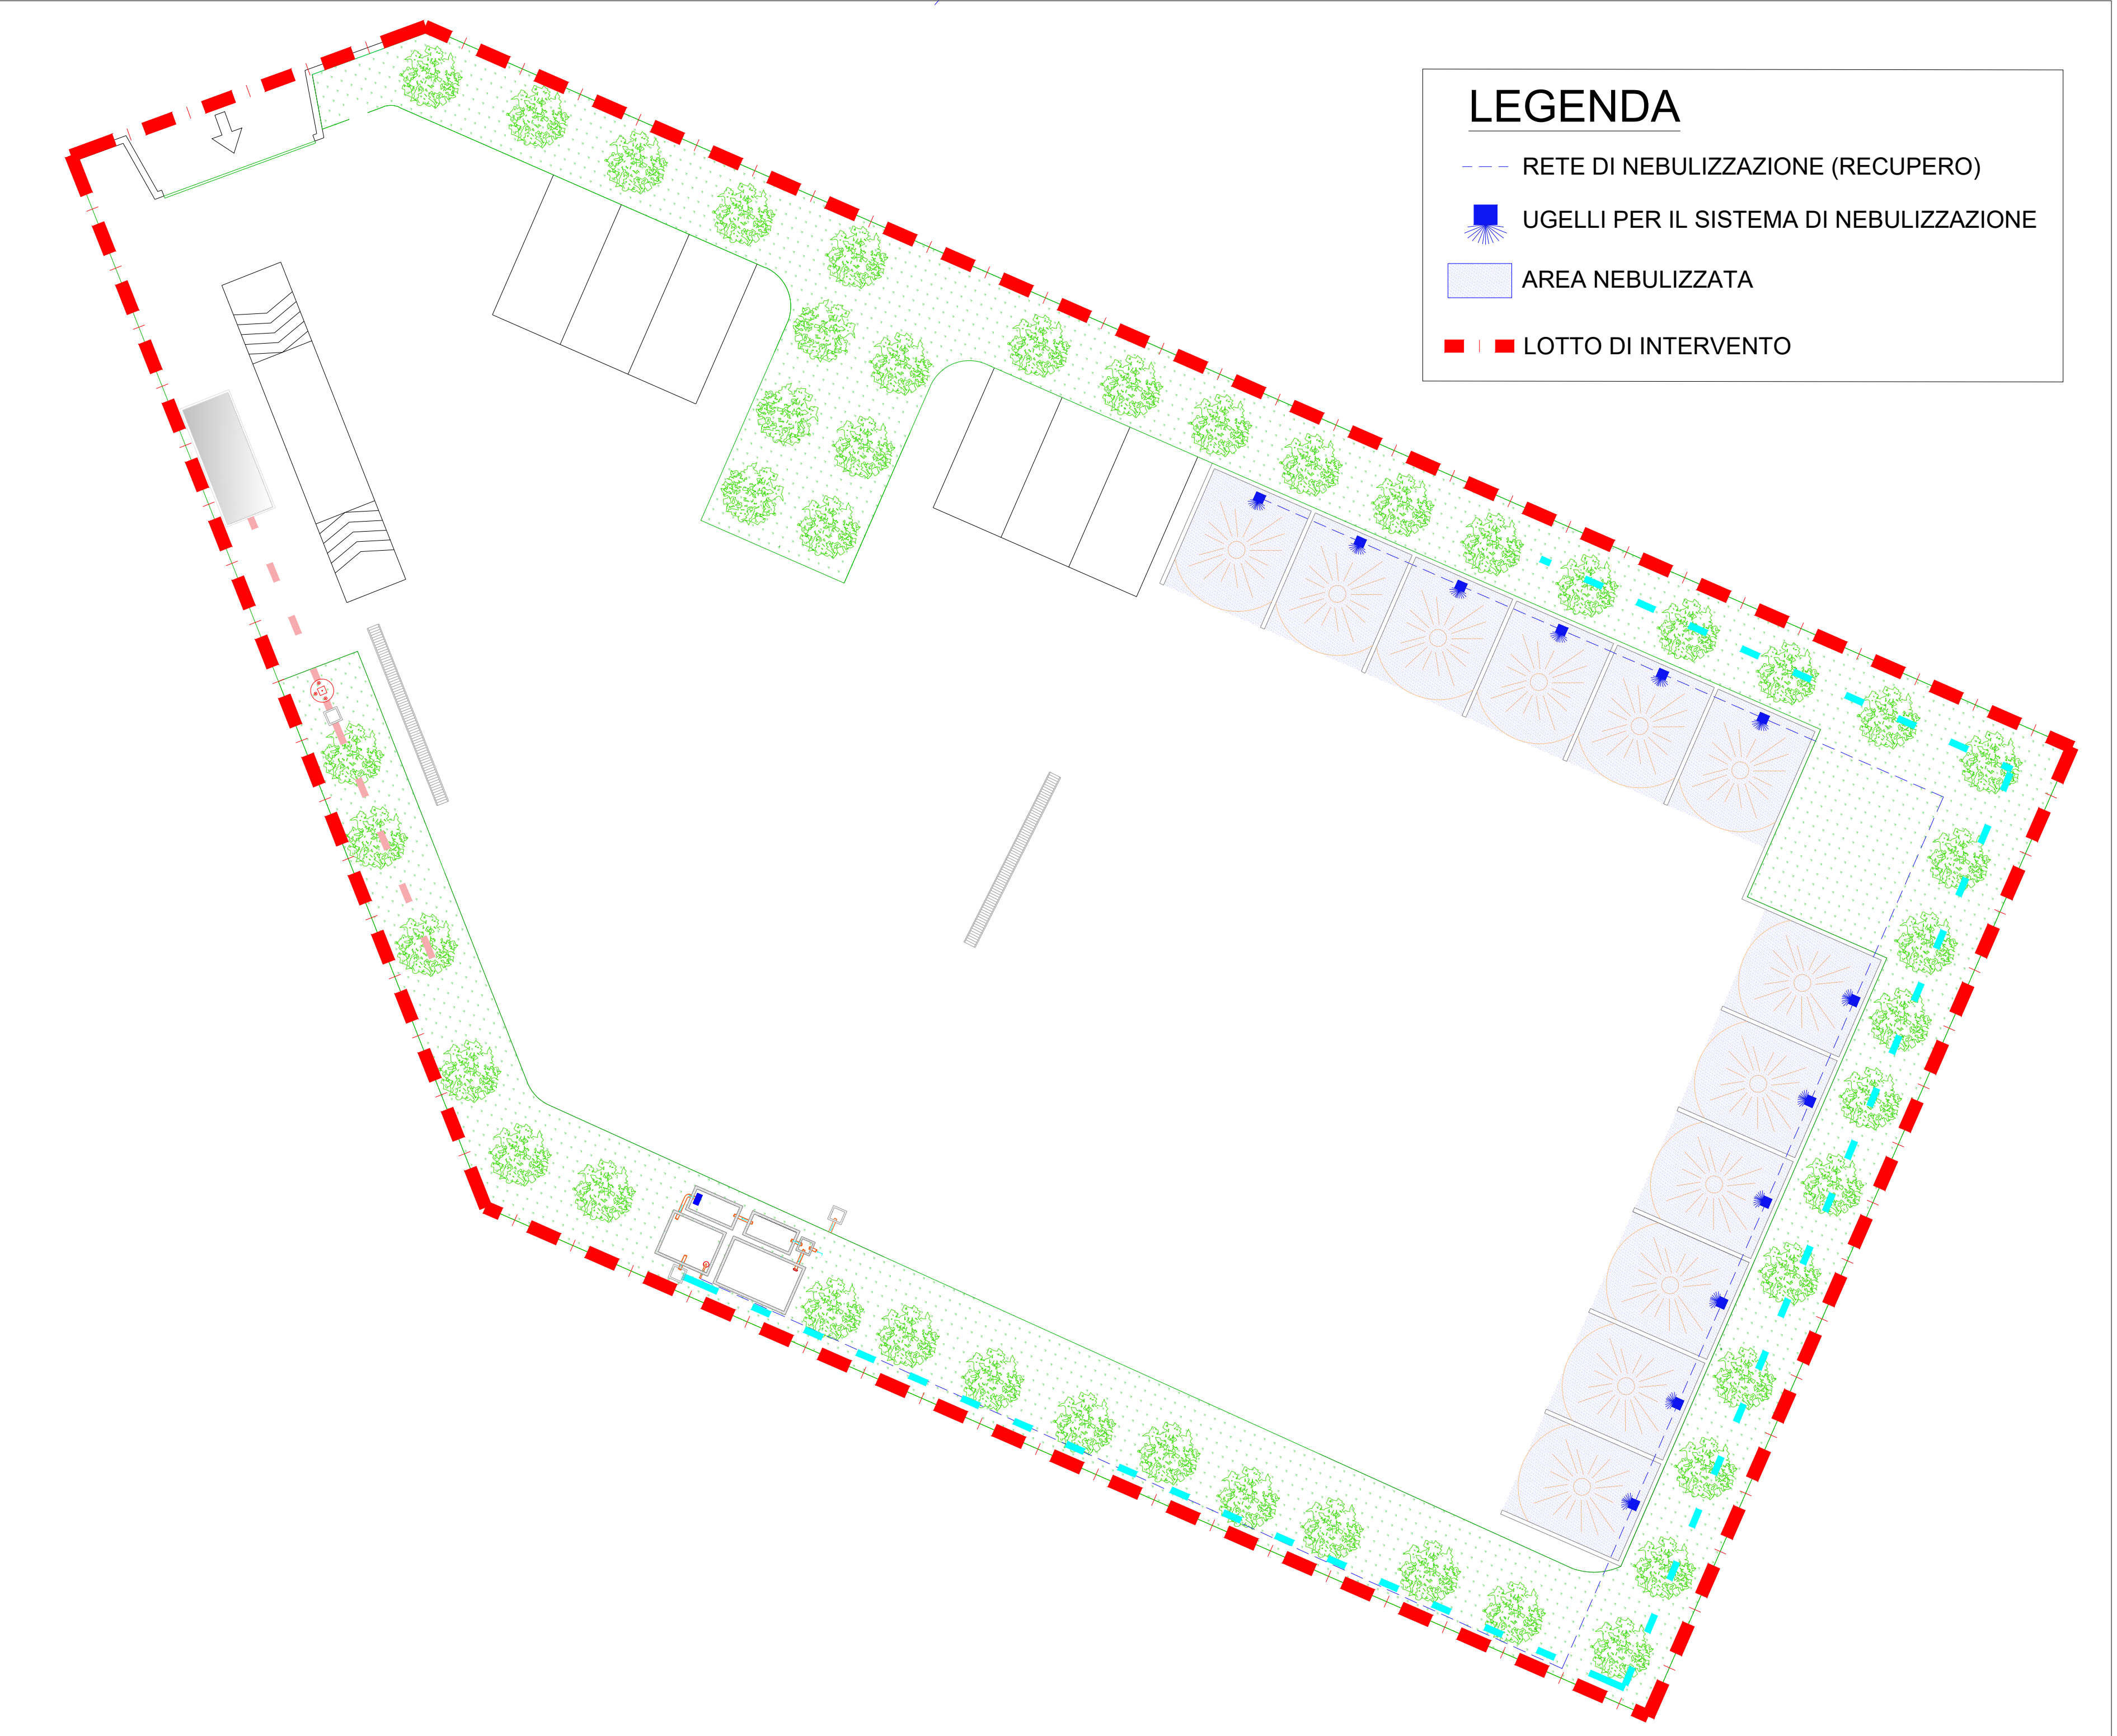 LEGENDA
RETE DI NEBULIZZAZIONE (RECUPERO)
UGELLI PER IL SISTEMA DI NEBULIZZAZIONE
AREA NEBULIZZATA
LOTTO DI INTERVENTO